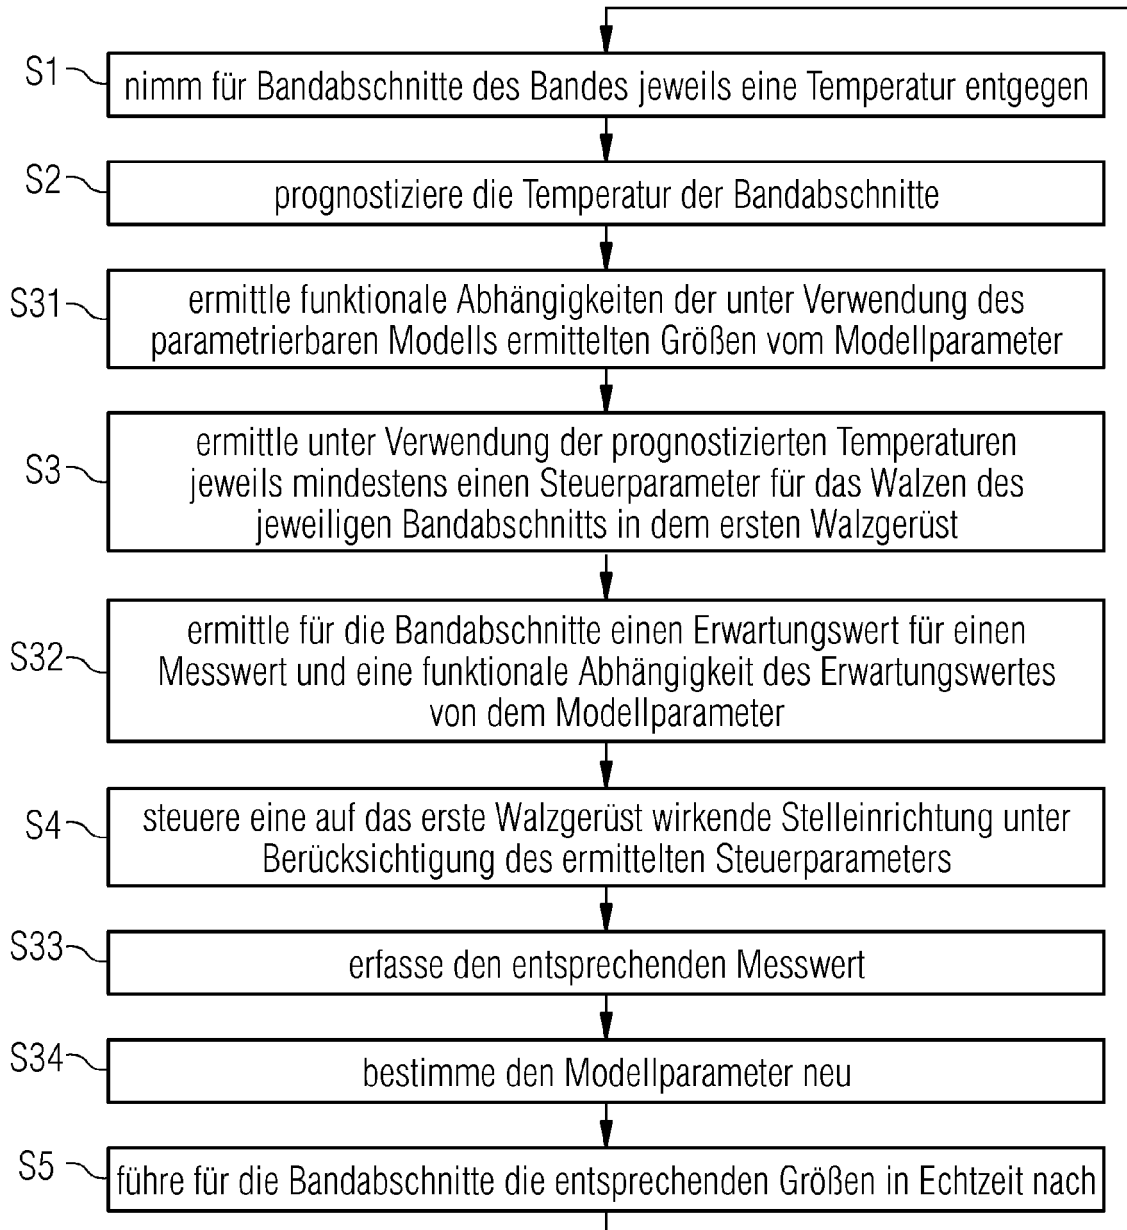 S1
nimm für Bandabschnitte des Bandes jeweils eine Temperatur entgegen
S2
prognostiziere die Temperatur der Bandabschnitte
S31
ermittle funktionale Abhängigkeiten der unter Verwendung des
parametrierbaren Modells ermittelten Größen vom Modellparameter
S3
ermittle unter Verwendung der prognostizierten Temperaturen
jeweils mindestens einen Steuerparameter für das Walzen des
jeweiligen Bandabschnitts in dem ersten Walzgerüst
S32
ermittle für die Bandabschnitte einen Erwartungswert für einen
Messwert und eine funktionale Abhängigkeit des Erwartungswertes
von dem Modellparameter
S4
steuere eine auf das erste Walzgerüst wirkende Stelleinrichtung unter
Berücksichtigung des ermittelten Steuerparameters
S33
erfasse den entsprechenden Messwert
S34
bestimme den Modellparameter neu
S5
führe für die Bandabschnitte die entsprechenden Größen in Echtzeit nach